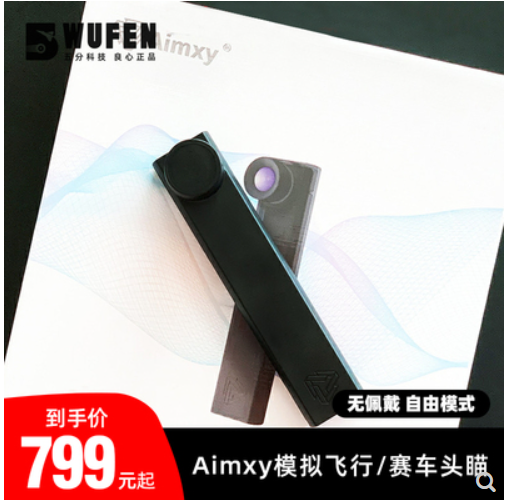 WUFEN
五分科技 良心正品
Aimxy®
无佩戴 自由模式
到手价
799元起
Aimxy模拟飞行/赛车头瞄